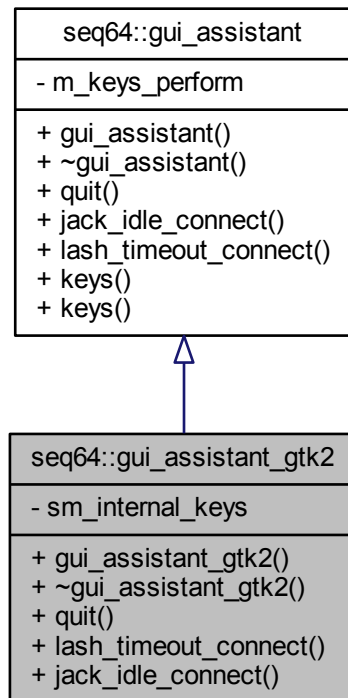 seq64::gui_assistant
- m_keys_perform
+ gui_assistant()
+ ~gui_assistant()
+ quit()
+ jack_idle_connect()
+ lash_timeout_connect()
+ keys()
+ keys()
seq64::gui_assistant_gtk2
- sm_internal_keys
+ gui_assistant_gtk2()
+ ~gui_assistant_gtk2()
+ quit()
+ lash_timeout_connect()
+ jack_idle_connect()